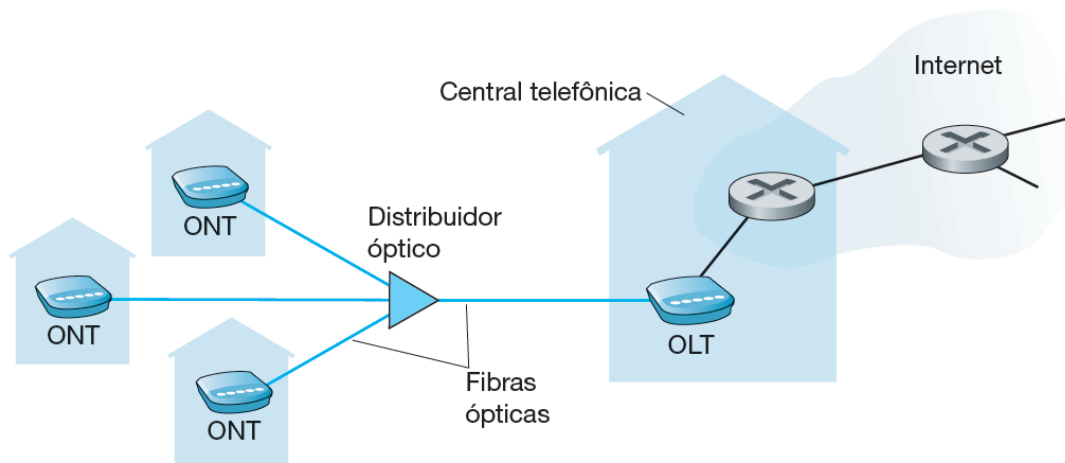 Internet
Central telefônica
ONT
Distribuidor
óptico
ONT
OLT
ONT
Fibras
ópticas